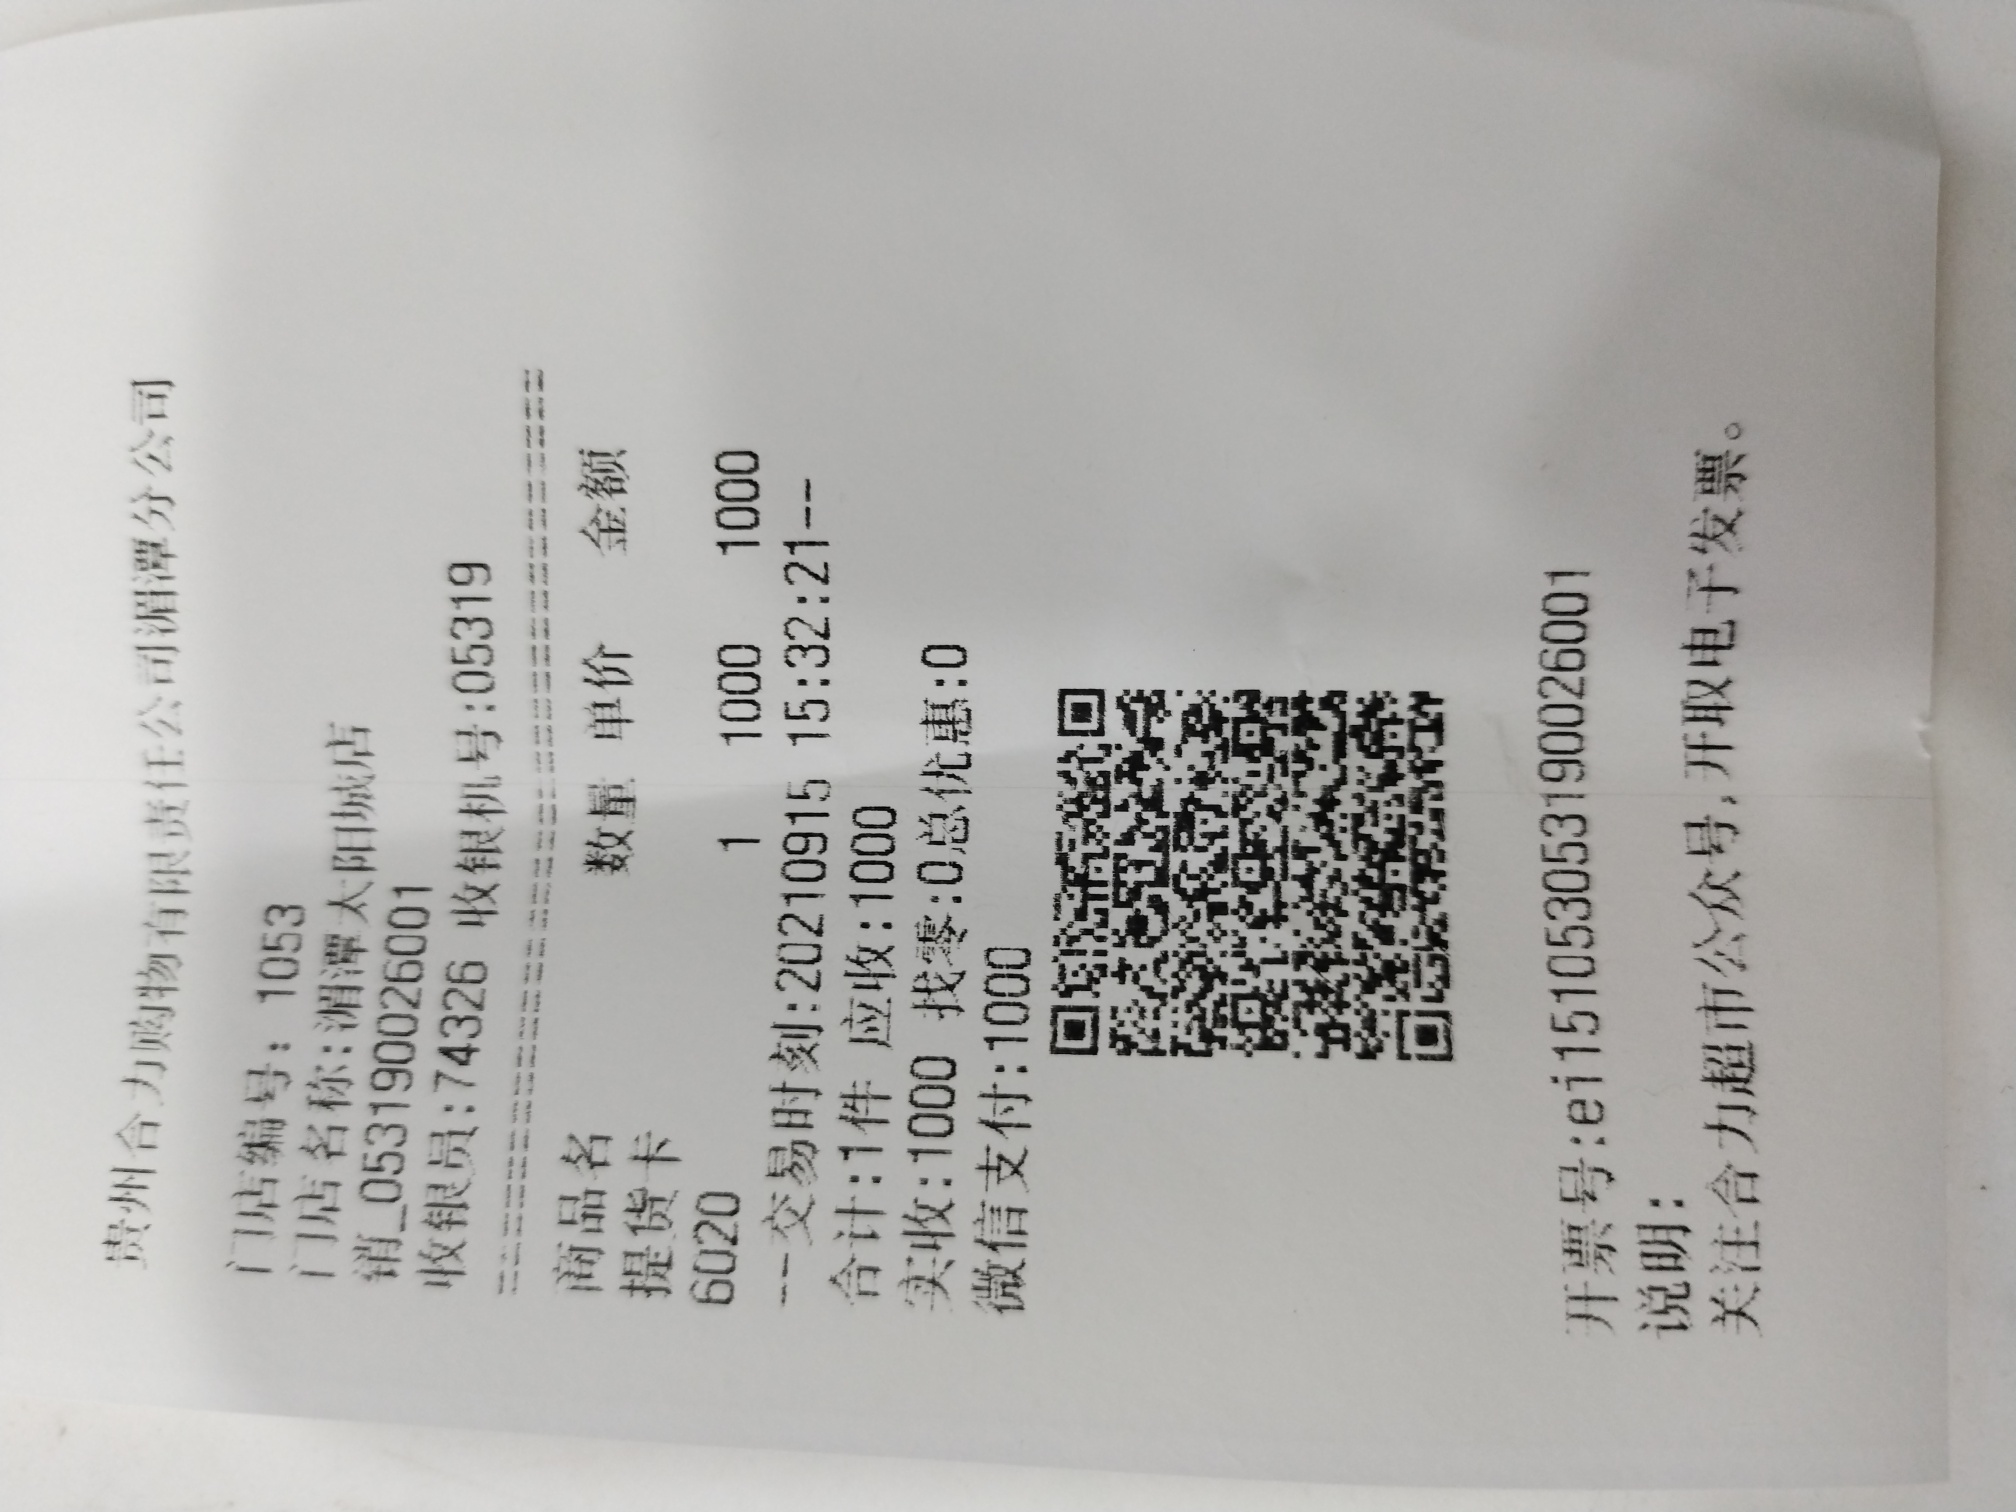 贵州合力购物有限责任公司湄潭分公司
门店编号: 1053
门店名称:湄潭太阳城店
销_053190026001
收银员:74326 收银机号:05319
================================
商品名 数量 单价 金额
提货卡
6020 1 1000 1000
--交易时刻:20210915 15:32:21--
合计:1件 应收:1000
实收:1000 找零:0总优惠:0
微信支付:1000
开票号:ei151053053190026001
说明:
关注合力超市公众号,开取电子发票。